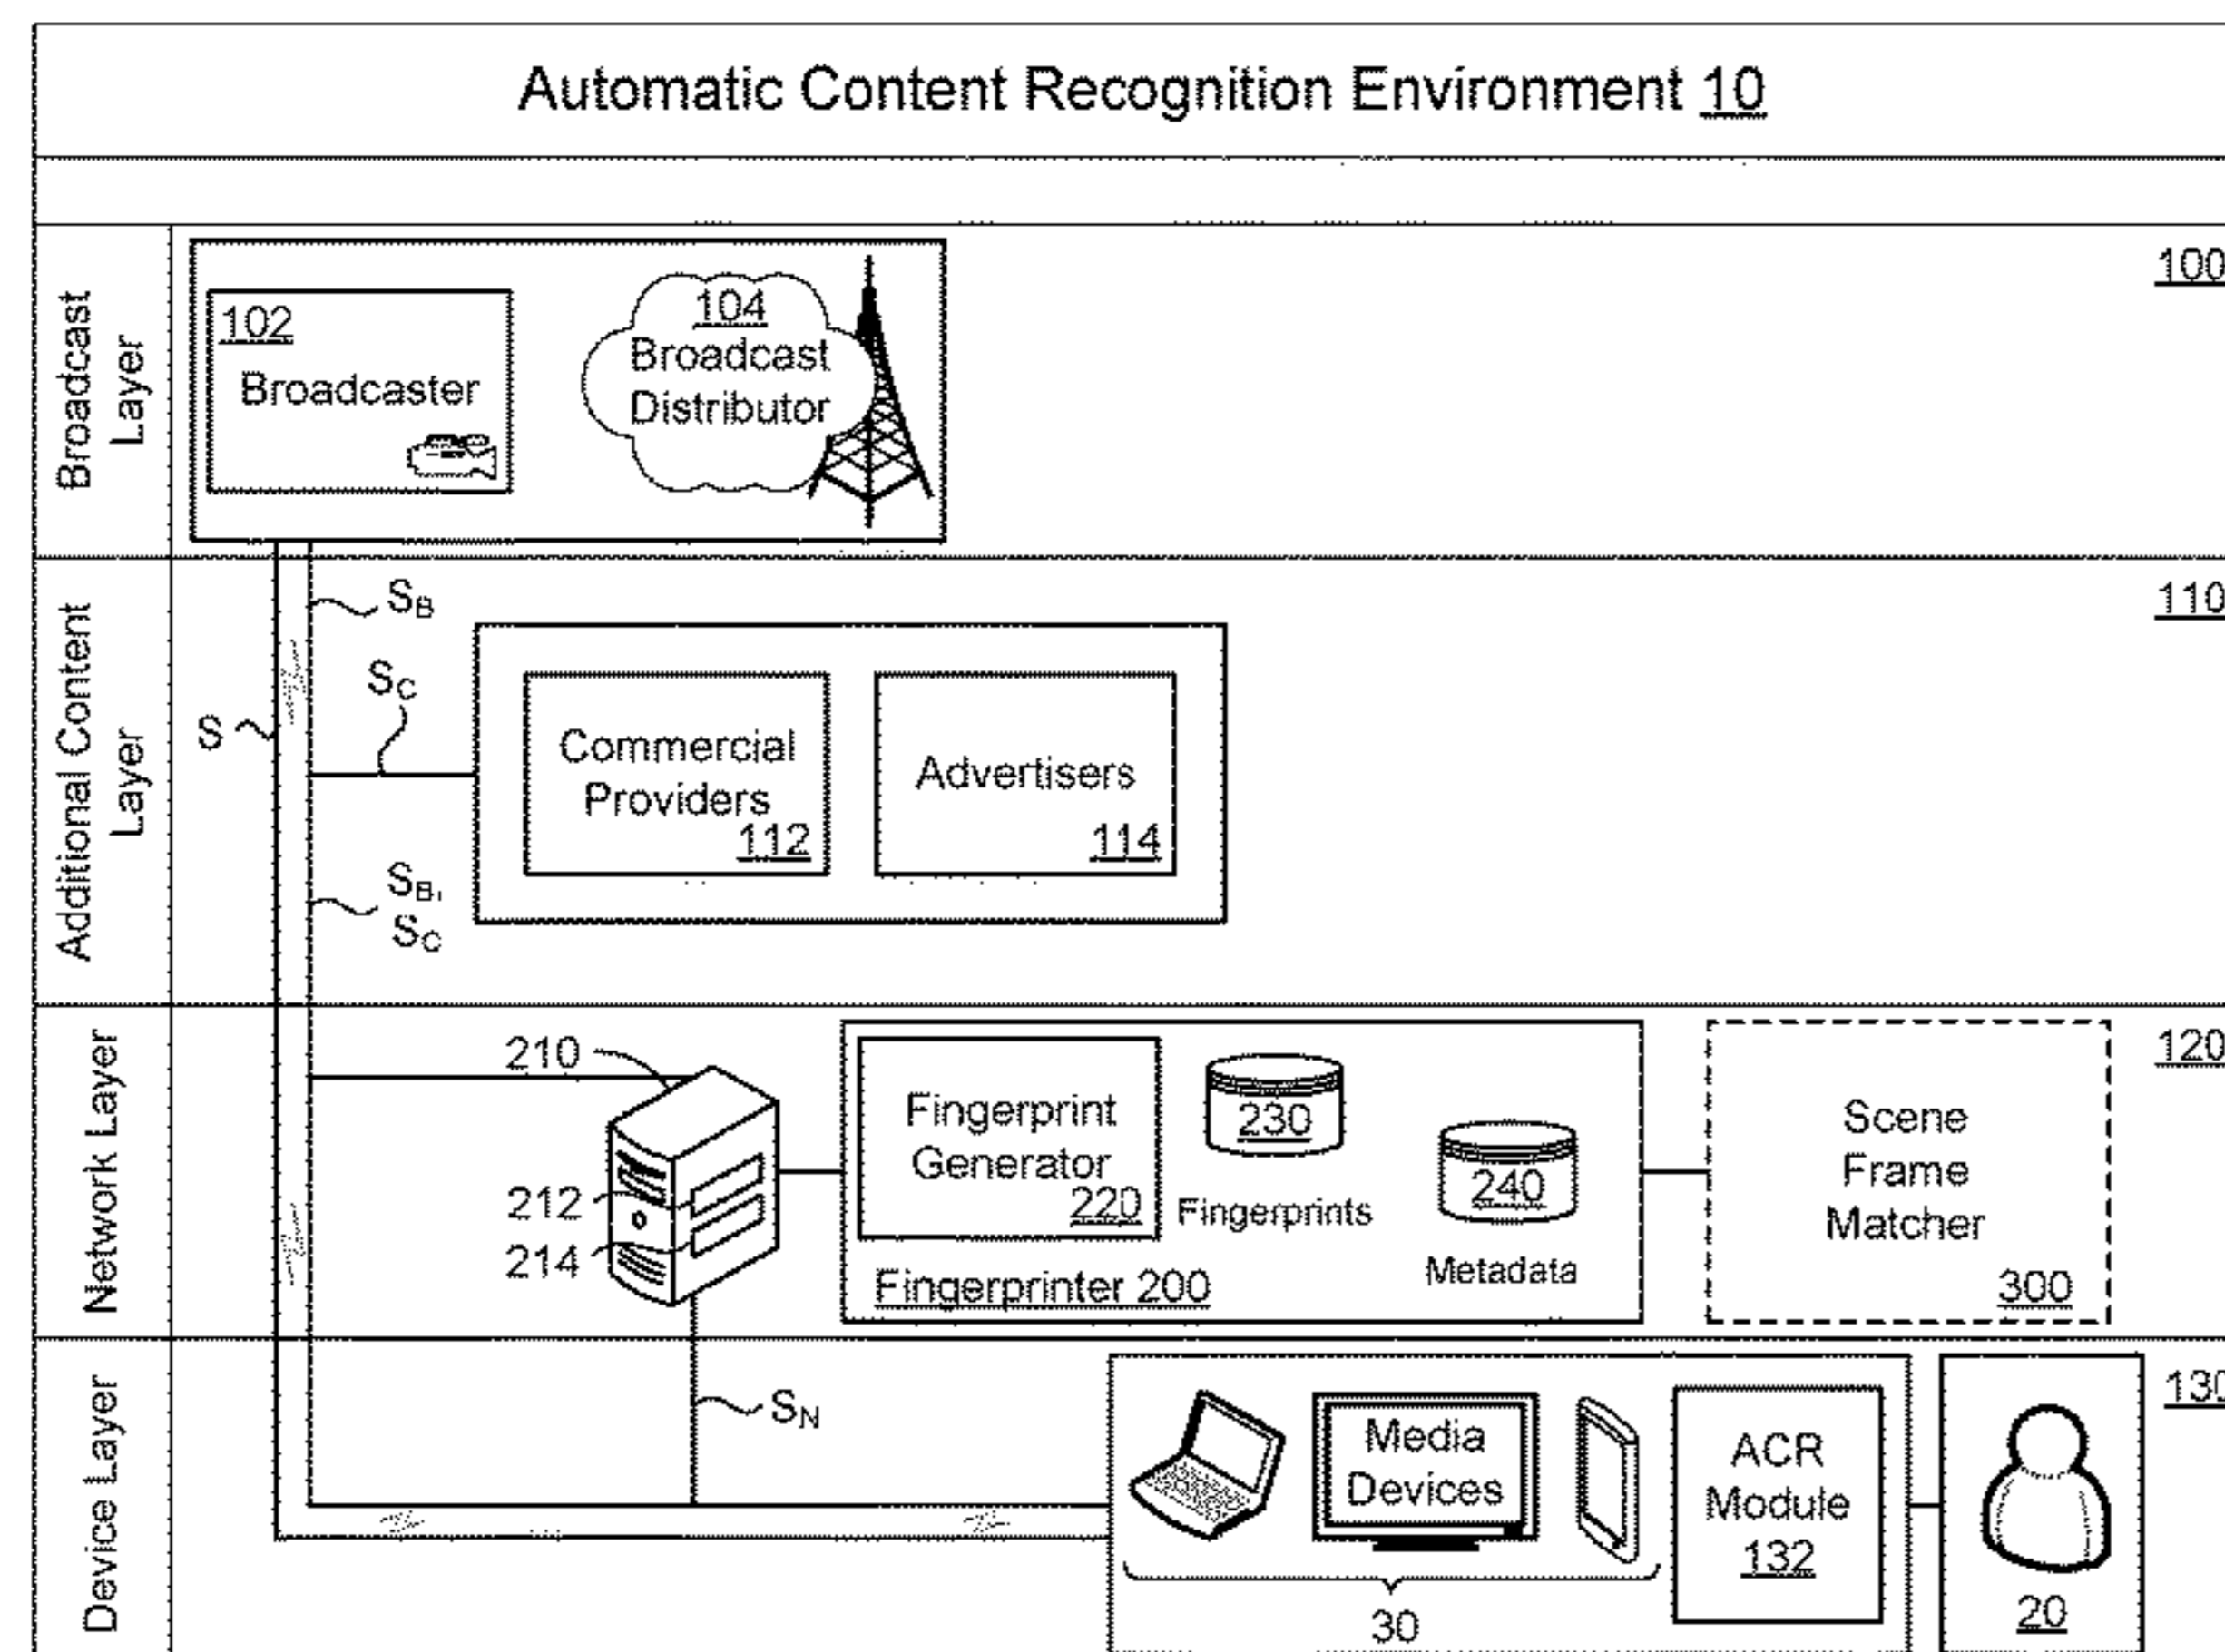 Automatic Content Recognition Environment 10
Broadcast
Layer
100
102
Broadcaster
104
Broadcast
Distributor
Additional Content
Layer
110
SB
SC
S
Commercial
Providers
112
Advertisers
114
SB,
SC
Network Layer
120
210
212
214
Fingerprint
Generator
220
230
Fingerprints
240
Metadata
Fingerprinter 200
Scene
Frame
Matcher
300
Device Layer
130
SN
Media
Devices
30
ACR
Module
132
20